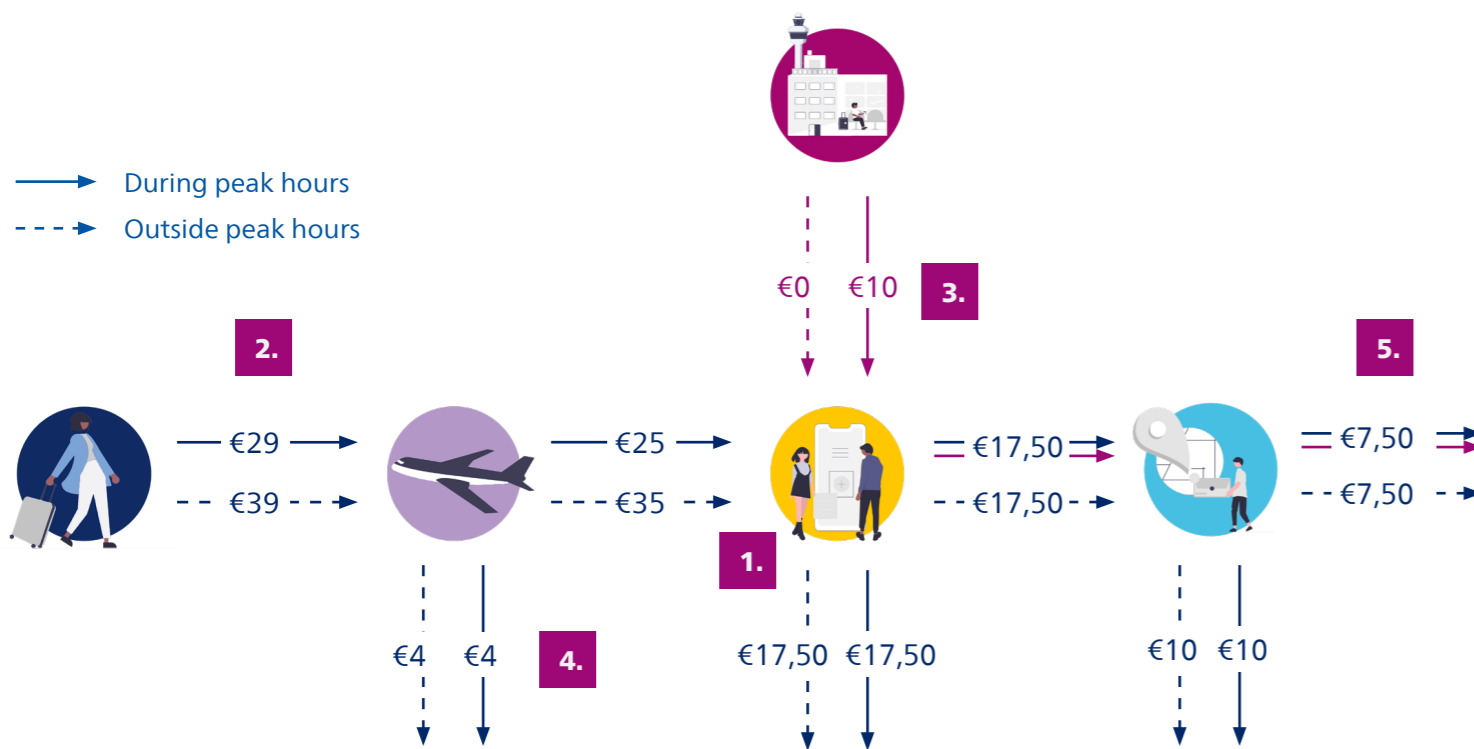 During peak hours
Outside peak hours
€0 €10 3.
2. 5.
€29 €25 €17,50 €7,50
€39 €35 €17,50 €7,50
1.
€4 €4 4. €17,50 €17,50 €10 €10